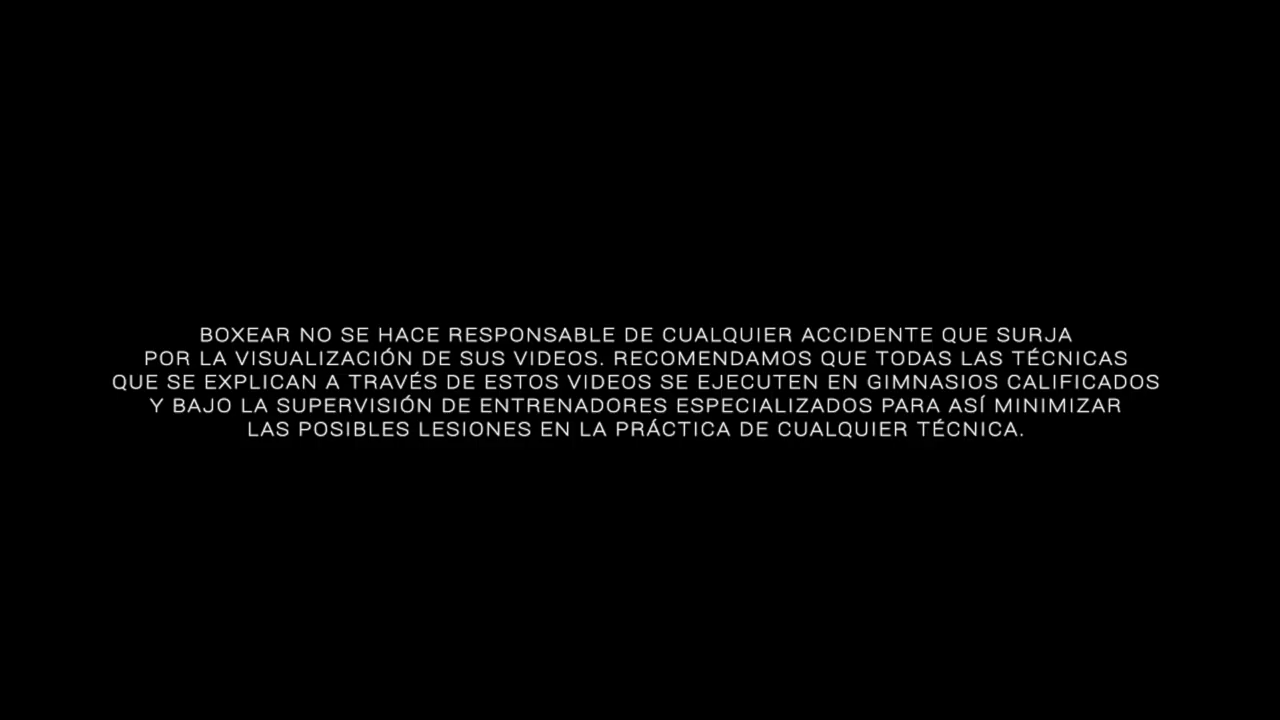 BOXEAR NO SE HACE RESPONSABLE DE CUALQUIER ACCIDENTE QUE SURJA
POR LA VISUALIZACIÓN DE SUS VIDEOS. RECOMENDAMOS QUE TODAS LAS TÉCNICAS
QUE SE EXPLICAN A TRAVÉS DE ESTOS VIDEOS SE EJECUTEN EN GIMNASIOS CALIFICADOS
Y BAJO LA SUPERVISIÓN DE ENTRENADORES ESPECIALIZADOS PARA ASÍ MINIMIZAR
LAS POSIBLES LESIONES EN LA PRÁCTICA DE CUALQUIER TÉCNICA.